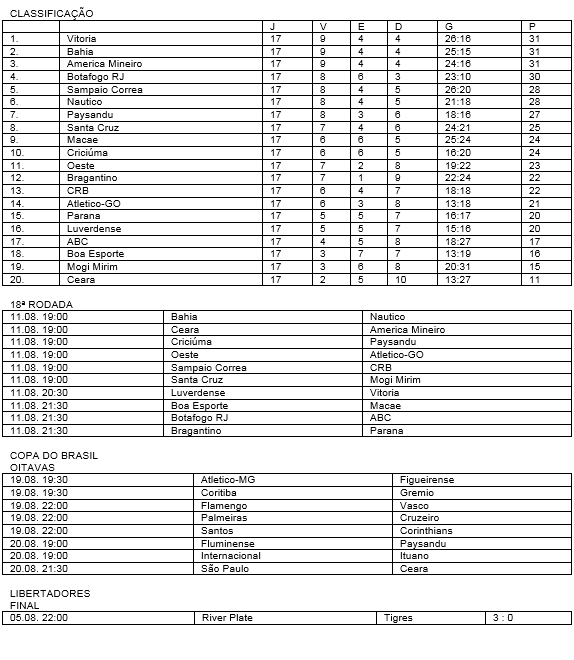 CLASSIFICAÇÃO
J V E D G P
1. Vitoria 17 9 4 4 26:16 31
2. Bahia 17 9 4 4 25:15 31
3. America Mineiro 17 9 4 4 24:16 31
4. Botafogo RJ 17 8 6 3 23:10 30
5. Sampaio Correa 17 8 4 5 26:20 28
6. Nautico 17 8 4 5 21:18 28
7. Paysandu 17 8 3 6 18:16 27
8. Santa Cruz 17 7 4 6 24:21 25
9. Macae 17 6 6 5 25:24 24
10. Criciúma 17 6 6 5 16:20 24
11. Oeste 17 7 2 8 19:22 23
12. Bragantino 17 7 1 9 22:24 22
13. CRB 17 6 4 7 18:18 22
14. Atletico-GO 17 6 3 8 13:18 21
15. Parana 17 5 5 7 16:17 20
16. Luverdense 17 5 5 7 15:16 20
17. ABC 17 4 5 8 18:27 17
18. Boa Esporte 17 3 7 7 13:19 16
19. Mogi Mirim 17 3 6 8 20:31 15
20. Ceara 17 2 5 10 13:27 11
18ª RODADA
11.08. 19:00 Bahia Nautico
11.08. 19:00 Ceara America Mineiro
11.08. 19:00 Criciúma Paysandu
11.08. 19:00 Oeste Atletico-GO
11.08. 19:00 Sampaio Correa CRB
11.08. 19:00 Santa Cruz Mogi Mirim
11.08. 20:30 Luverdense Vitoria
11.08. 21:30 Boa Esporte Macae
11.08. 21:30 Botafogo RJ ABC
11.08. 21:30 Bragantino Parana
COPA DO BRASIL
OITAVAS
19.08. 19:30 Atletico-MG Figueirense
19.08. 19:30 Coritiba Gremio
19.08. 22:00 Flamengo Vasco
19.08. 22:00 Palmeiras Cruzeiro
19.08. 22:00 Santos Corinthians
20.08. 19:00 Fluminense Paysandu
20.08. 19:00 Internacional Ituano
20.08. 21:30 São Paulo Ceara
LIBERTADORES
FINAL
05.08. 22:00 River Plate Tigres 3 : 0